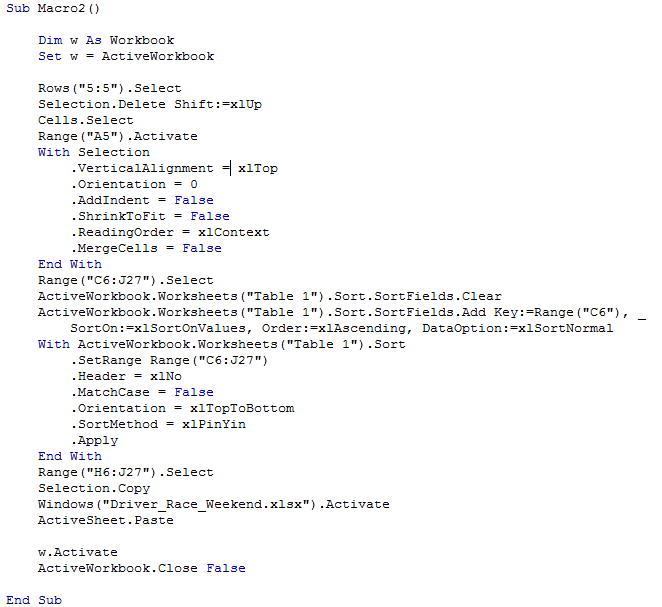 Sub Macro2()
Dim w As Workbook
Set w = ActiveWorkbook
Rows("5:5").Select
Selection.Delete Shift:=xlUp
Cells.Select
Range("A5").Activate
With Selection
.VerticalAlignment = xlTop
.Orientation = 0
.AddIndent = False
.ShrinkToFit = False
.ReadingOrder = xlContext
.MergeCells = False
End With
Range("C6:J27").Select
ActiveWorkbook.Worksheets("Table 1").Sort.SortFields.Clear
ActiveWorkbook.Worksheets("Table 1").Sort.SortFields.Add Key:=Range("C6"), _
SortOn:=xlSortOnValues, Order:=xlAscending, DataOption:=xlSortNormal
With ActiveWorkbook.Worksheets("Table 1").Sort
.SetRange Range("C6:J27")
.Header = xlNo
.MatchCase = False
.Orientation = xlTopToBottom
.SortMethod = xlPinYin
.Apply
End With
Range("H6:J27").Select
Selection.Copy
Windows("Driver_Race_Weekend.xlsx").Activate
ActiveSheet.Paste
w.Activate
ActiveWorkbook.Close False
End Sub